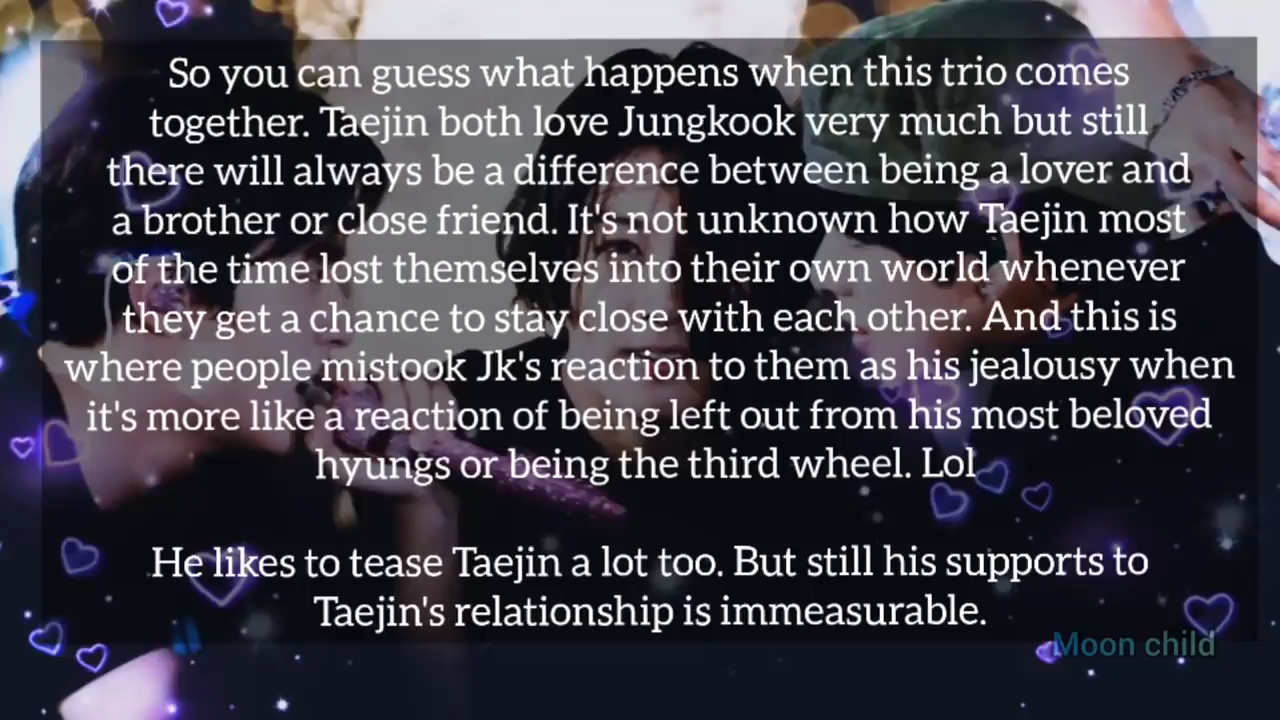 So you can guess what happens when this trio comes
together. Taejin both love Jungkook very much but still
there will always be a difference between being a lover and
a brother or close friend. It's not unknown how Taejin most
of the time lost themselves into their own world whenever
they get a chance to stay close with each other. And this is
where people mistook Jk's reaction to them as his jealousy when
it's more like a reaction of being left out from his most beloved
hyungs or being the third wheel. Lol
He likes to tease Taejin a lot too. But still his supports to
Taejin's relationship is immeasurable.
Moon child